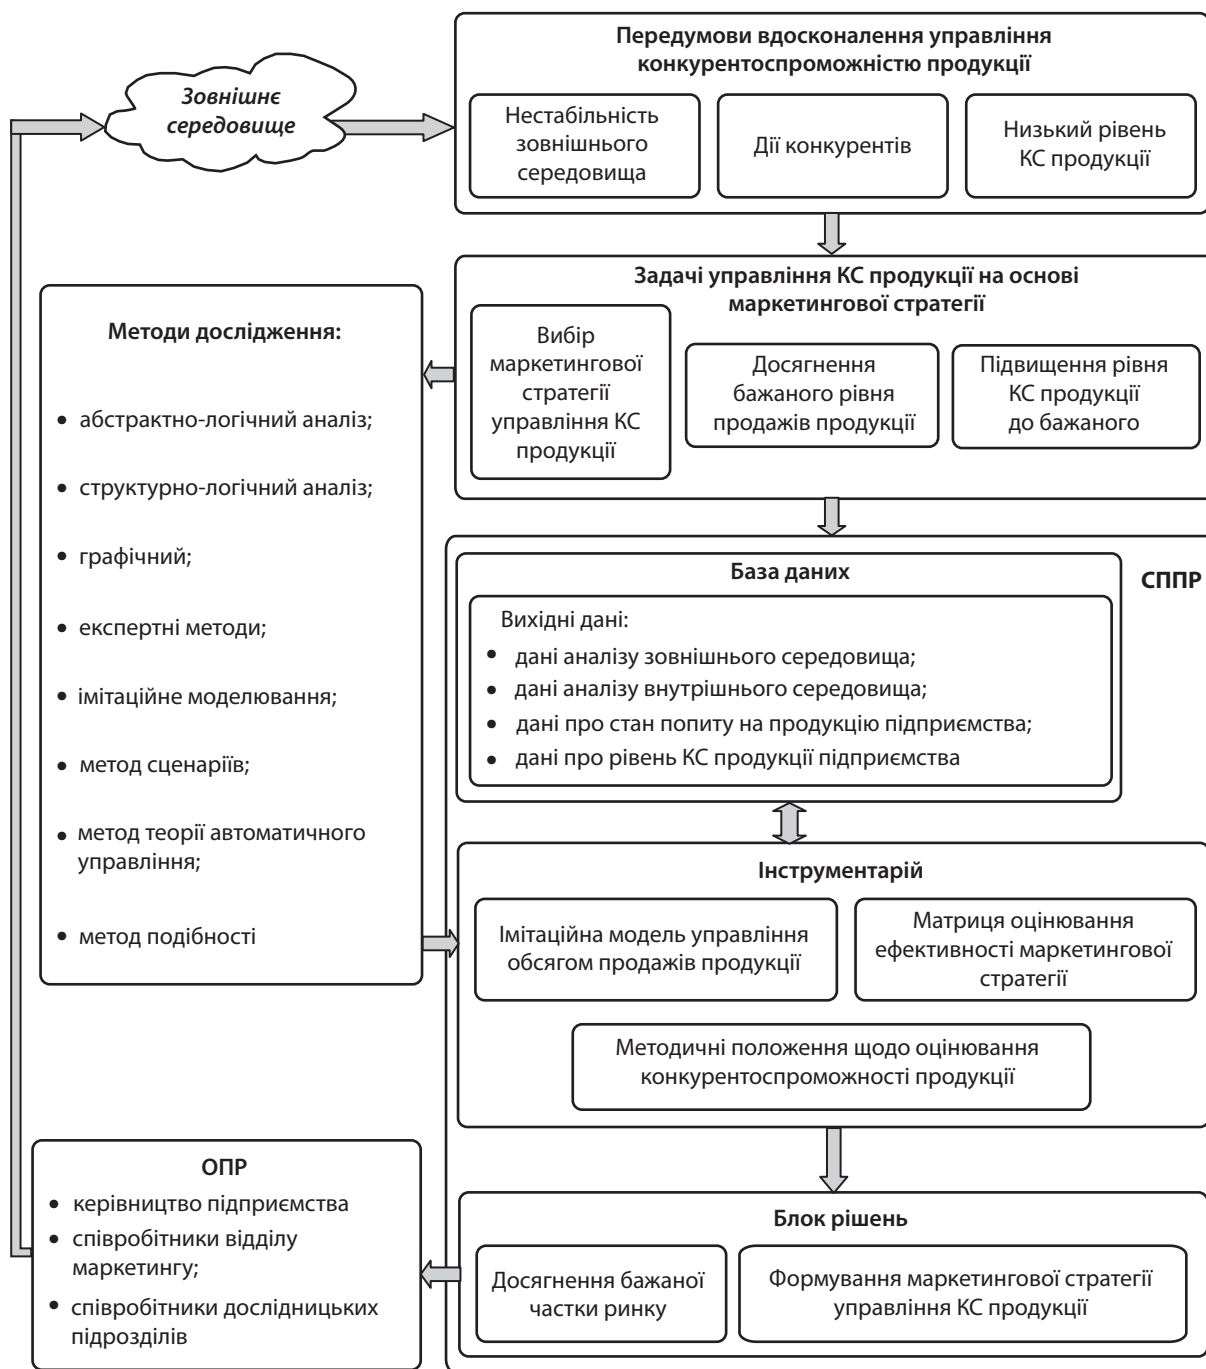 Зовнішнє
середовище
Передумови вдосконалення управління
конкурентоспроможністю продукції
Нестабільність
зовнішнього
середовища
Дії конкурентів
Низький рівень
КС продукції
Задачі управління КС продукції на основі
маркетингової стратегії
Вибір
маркетингової
стратегії
управління КС
продукції
Досягнення
бажаного рівня
продажів продукції
Підвищення рівня
КС продукції
до бажаного
Методи дослідження:
• абстрактно-логічний аналіз;
• структурно-логічний аналіз;
• графічний;
• експертні методи;
• імітаційне моделювання;
• метод сценаріїв;
• метод теорії автоматичного
управління;
• метод подібності
СППР
База даних
Вихідні дані:
• дані аналізу зовнішнього середовища;
• дані аналізу внутрішнього середовища;
• дані про стан попиту на продукцію підприємства;
• дані про рівень КС продукції підприємства
Інструментарій
Імітаційна модель управління
обсягом продажів продукції
Матриця оцінювання
ефективності маркетингової
стратегії
Методичні положення щодо оцінювання
конкурентоспроможності продукції
Блок рішень
Досягнення бажаної
частки ринку
Формування маркетингової стратегії
управління КС продукції
ОПР
• керівництво підприємства
• співробітники відділу
маркетингу;
• співробітники дослідницьких
підрозділів